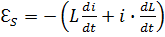 ℰ_S = −(L di/dt + i · dL/dt)